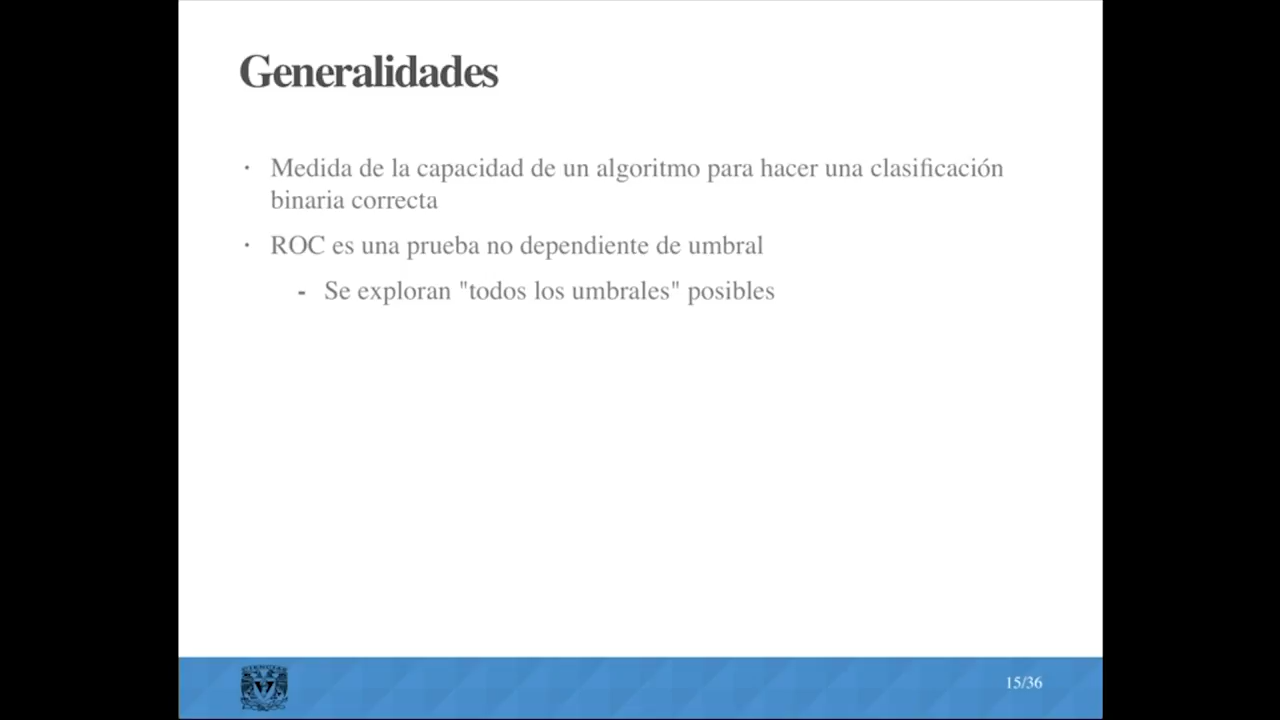 Generalidades
· Medida de la capacidad de un algoritmo para hacer una clasificación
binaria correcta
· ROC es una prueba no dependiente de umbral
- Se exploran "todos los umbrales" posibles
CIENCIAS
15/36